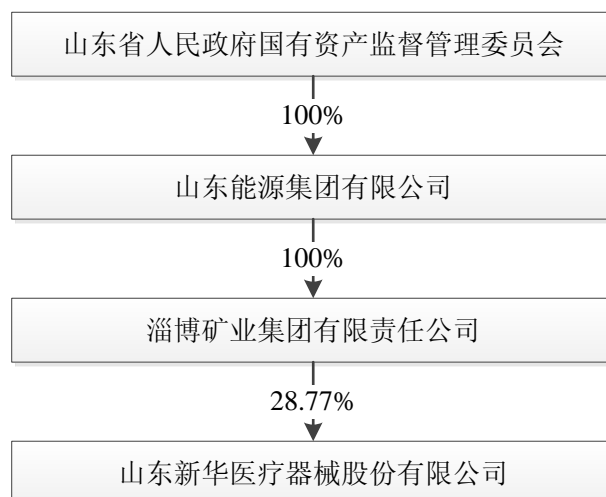 山东省人民政府国有资产监督管理委员会
100%
山东能源集团有限公司
100%
淄博矿业集团有限责任公司
28.77%
山东新华医疗器械股份有限公司